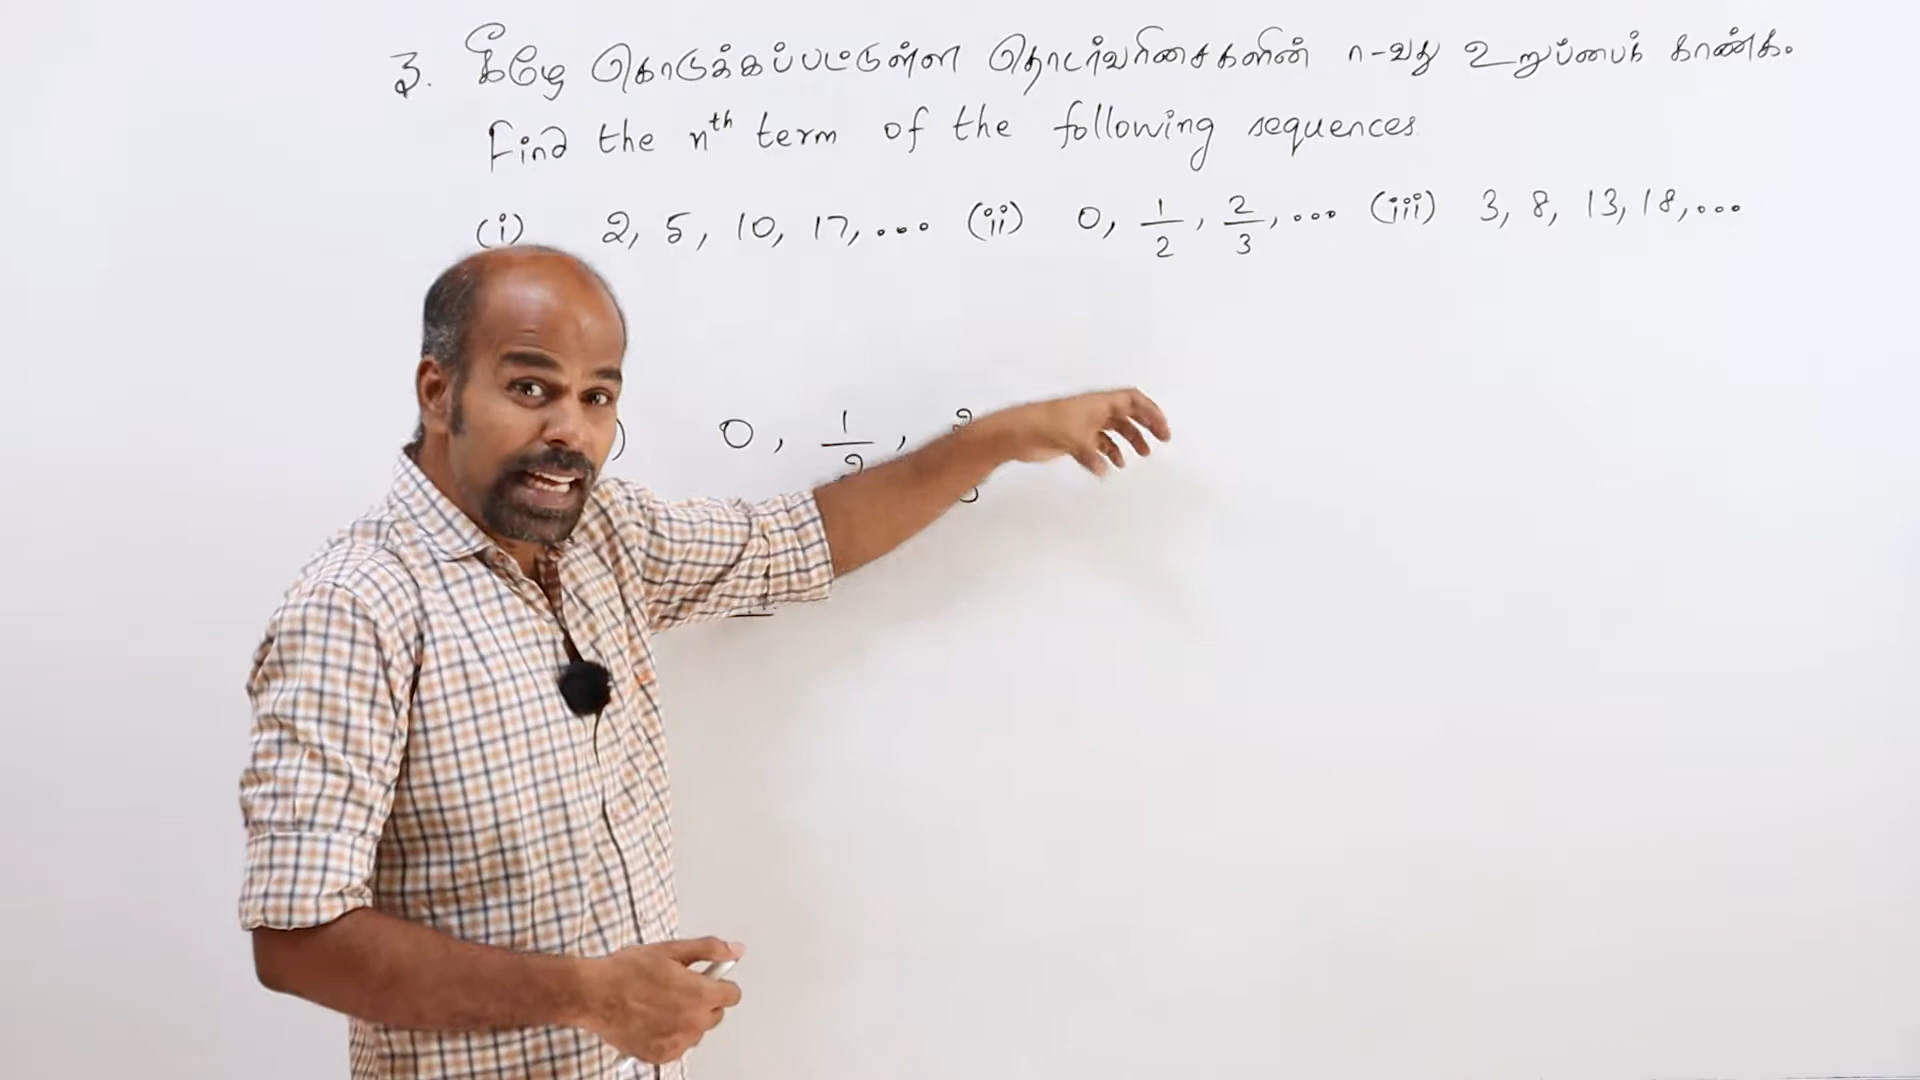 3. கீழே கொடுக்கப்பட்டுள்ள தொடர்வரிசைகளின் n-வது உறுப்பைக் காண்க.
Find the nth term of the following sequences.
(i) 2, 5, 10, 17, ... (ii) 0, 1/2, 2/3, ... (iii) 3, 8, 13, 18, ...
) 0, 1/2,